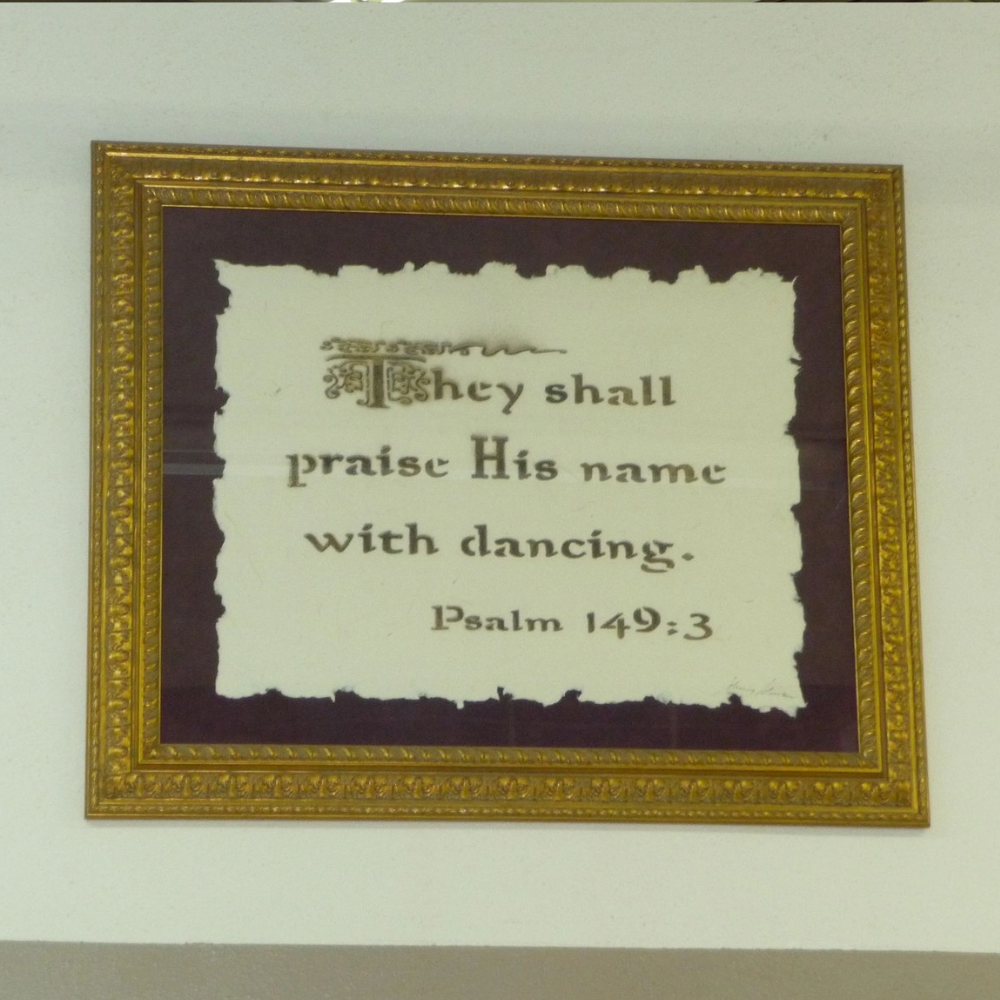 They shall
praise His name
with dancing.
Psalm 149:3